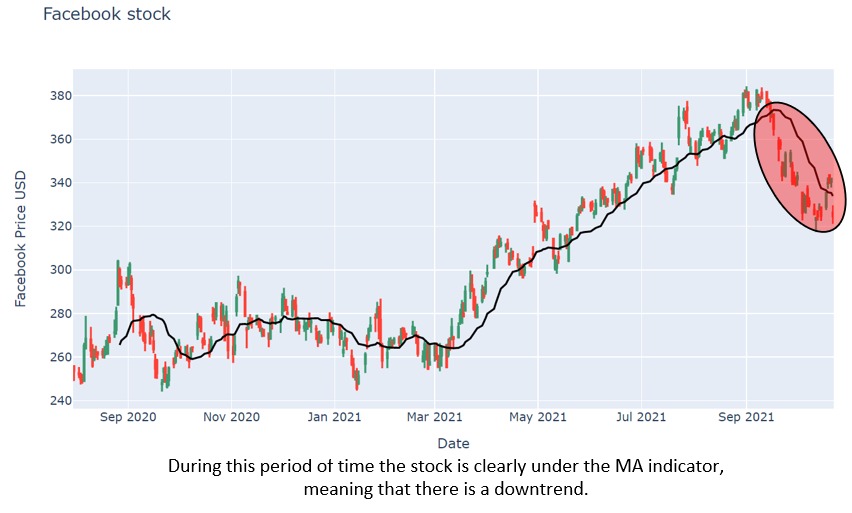 Facebook stock
380
360
340
320
300
280
260
240
Facebook Price USD
Sep 2020 Nov 2020 Jan 2021 Mar 2021 May 2021 Jul 2021 Sep 2021
Date
During this period of time the stock is clearly under the MA indicator,
meaning that there is a downtrend.